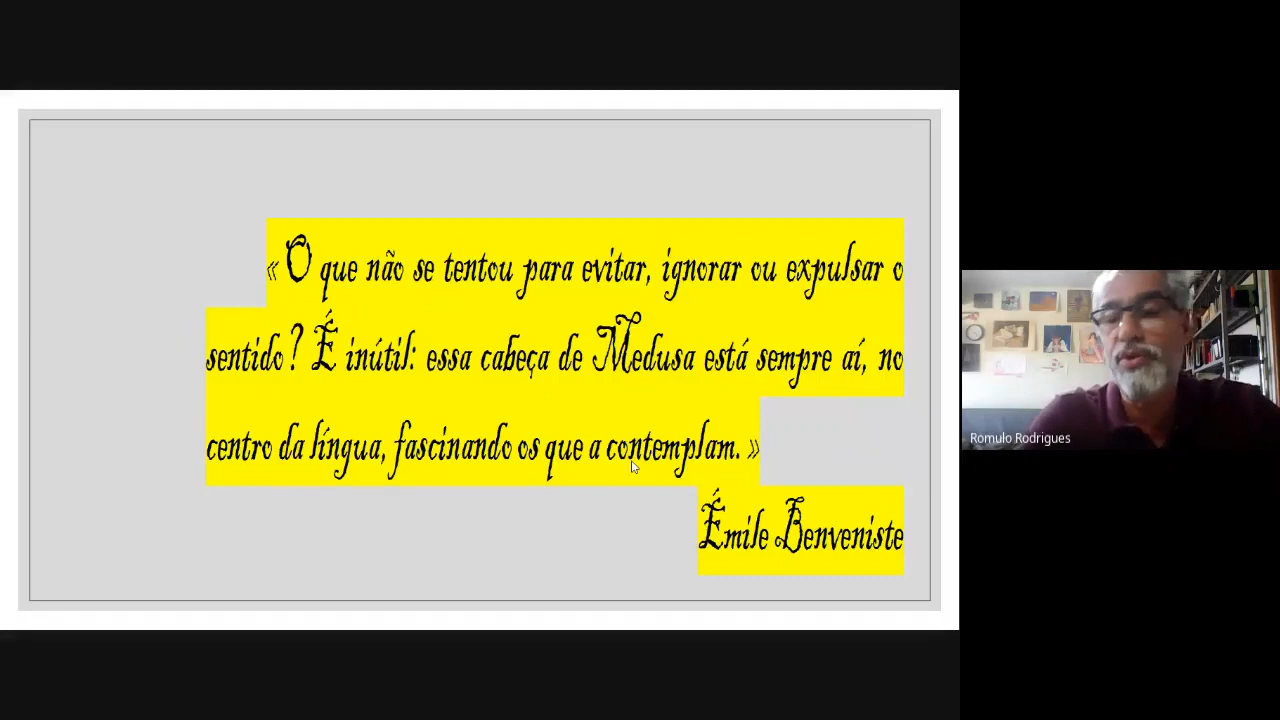 « O que não se tentou para evitar, ignorar ou expulsar o
sentido? É inútil: essa cabeça de Medusa está sempre aí, no
centro da língua, fascinando os que a contemplam. »
Émile Benveniste
Romulo Rodrigues